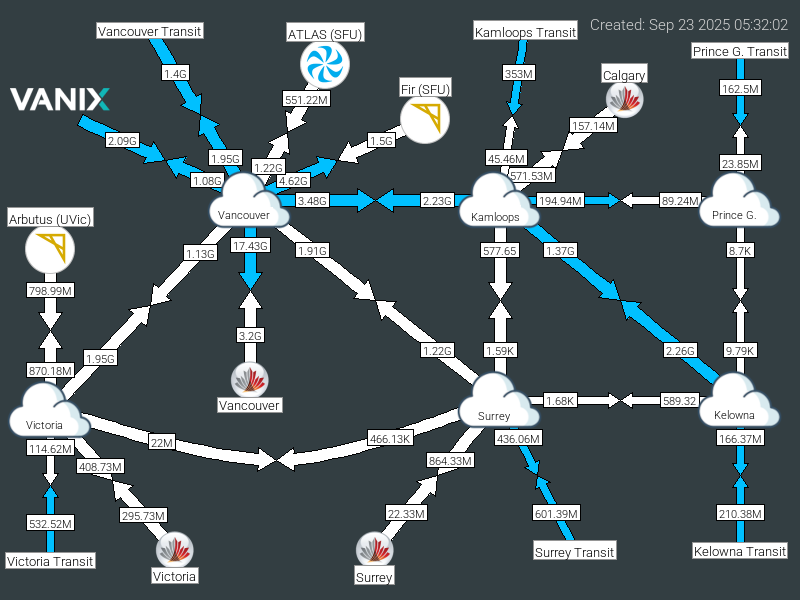 Created: Sep 23 2025 05:32:02
Vancouver Transit
ATLAS (SFU)
Kamloops Transit
Prince G. Transit
1.4G
353M
Calgary
162.5M
VANIX
551.22M
Fir (SFU)
157.14M
2.09G
1.5G
1.95G
45.46M
23.85M
1.22G
571.53M
1.08G
4.62G
3.48G
2.23G
194.94M
89.24M
Vancouver
Kamloops
Prince G.
Arbutus (UVic)
17.43G
1.13G
1.91G
577.65
1.37G
8.7K
798.99M
3.2G
1.95G
1.22G
1.59K
2.26G
9.79K
870.18M
Vancouver
1.68K
589.32
Victoria
Surrey
Kelowna
22M
466.13K
436.06M
166.37M
114.62M
408.73M
864.33M
532.52M
295.73M
22.33M
601.39M
210.38M
Victoria Transit
Victoria
Surrey
Surrey Transit
Kelowna Transit